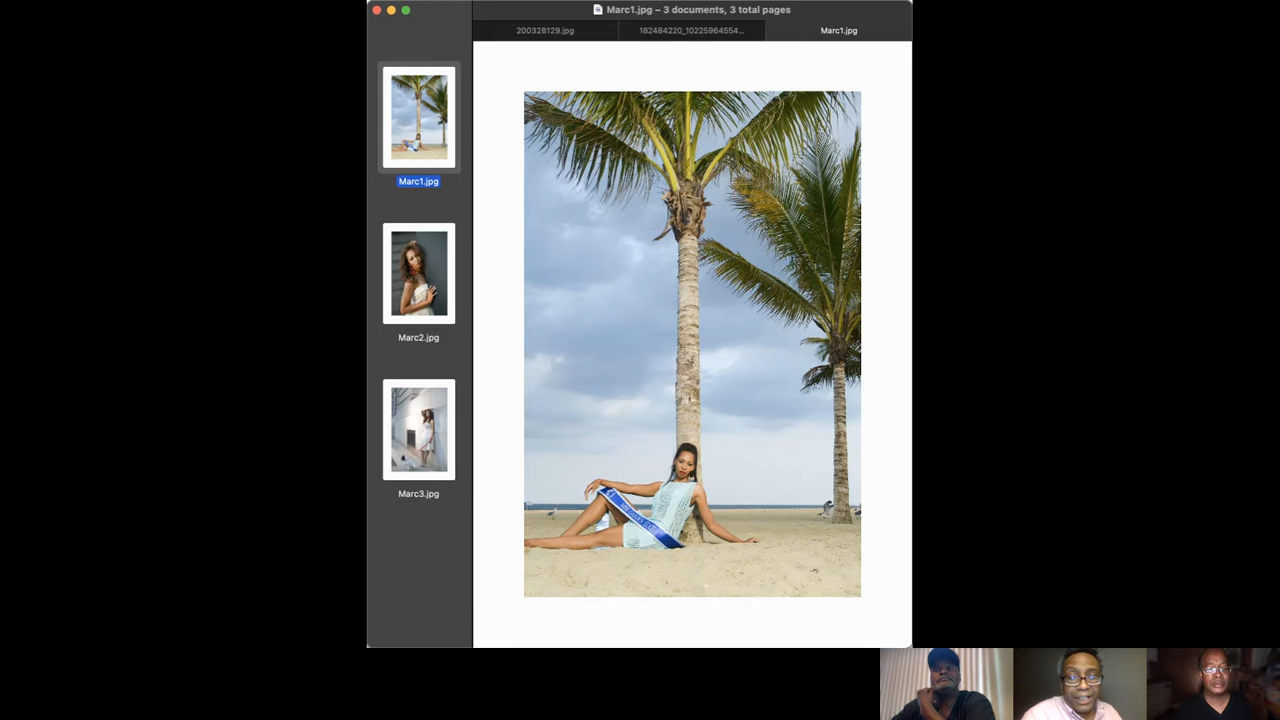 Marc1.jpg – 3 documents, 3 total pages
200328129.jpg
182484220_10225964554...
Marc1.jpg
Marc1.jpg
Marc2.jpg
Marc3.jpg